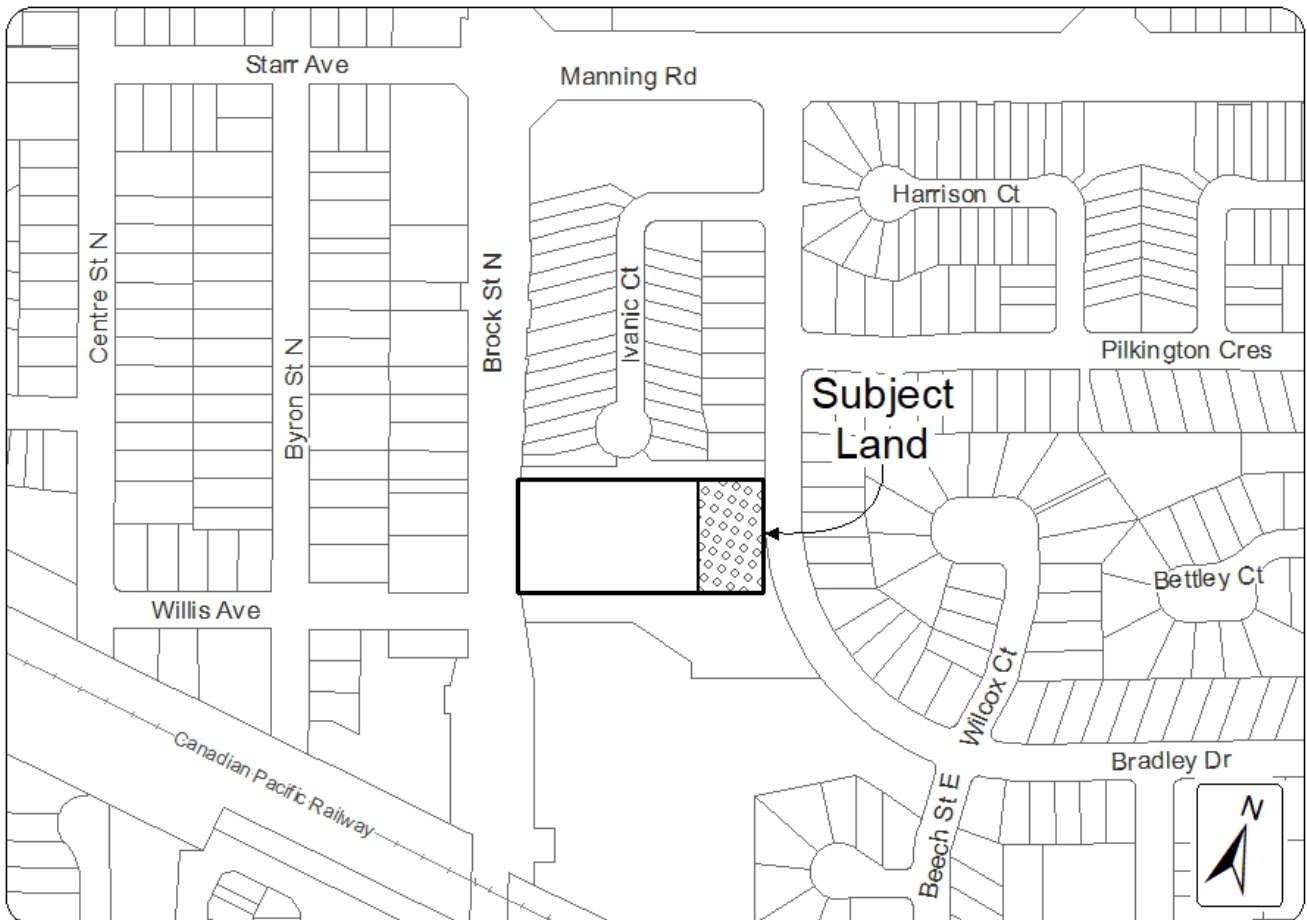 Starr Ave
Manning Rd
Harrison Ct
Centre St N
Brock St N
Ivanic Ct
Byron St N
Pilkington Cres
Subject
Land
Bettley Ct
Willis Ave
Wilcox Ct
Canadian Pacific Railway
Bradley Dr
Beech St E
N